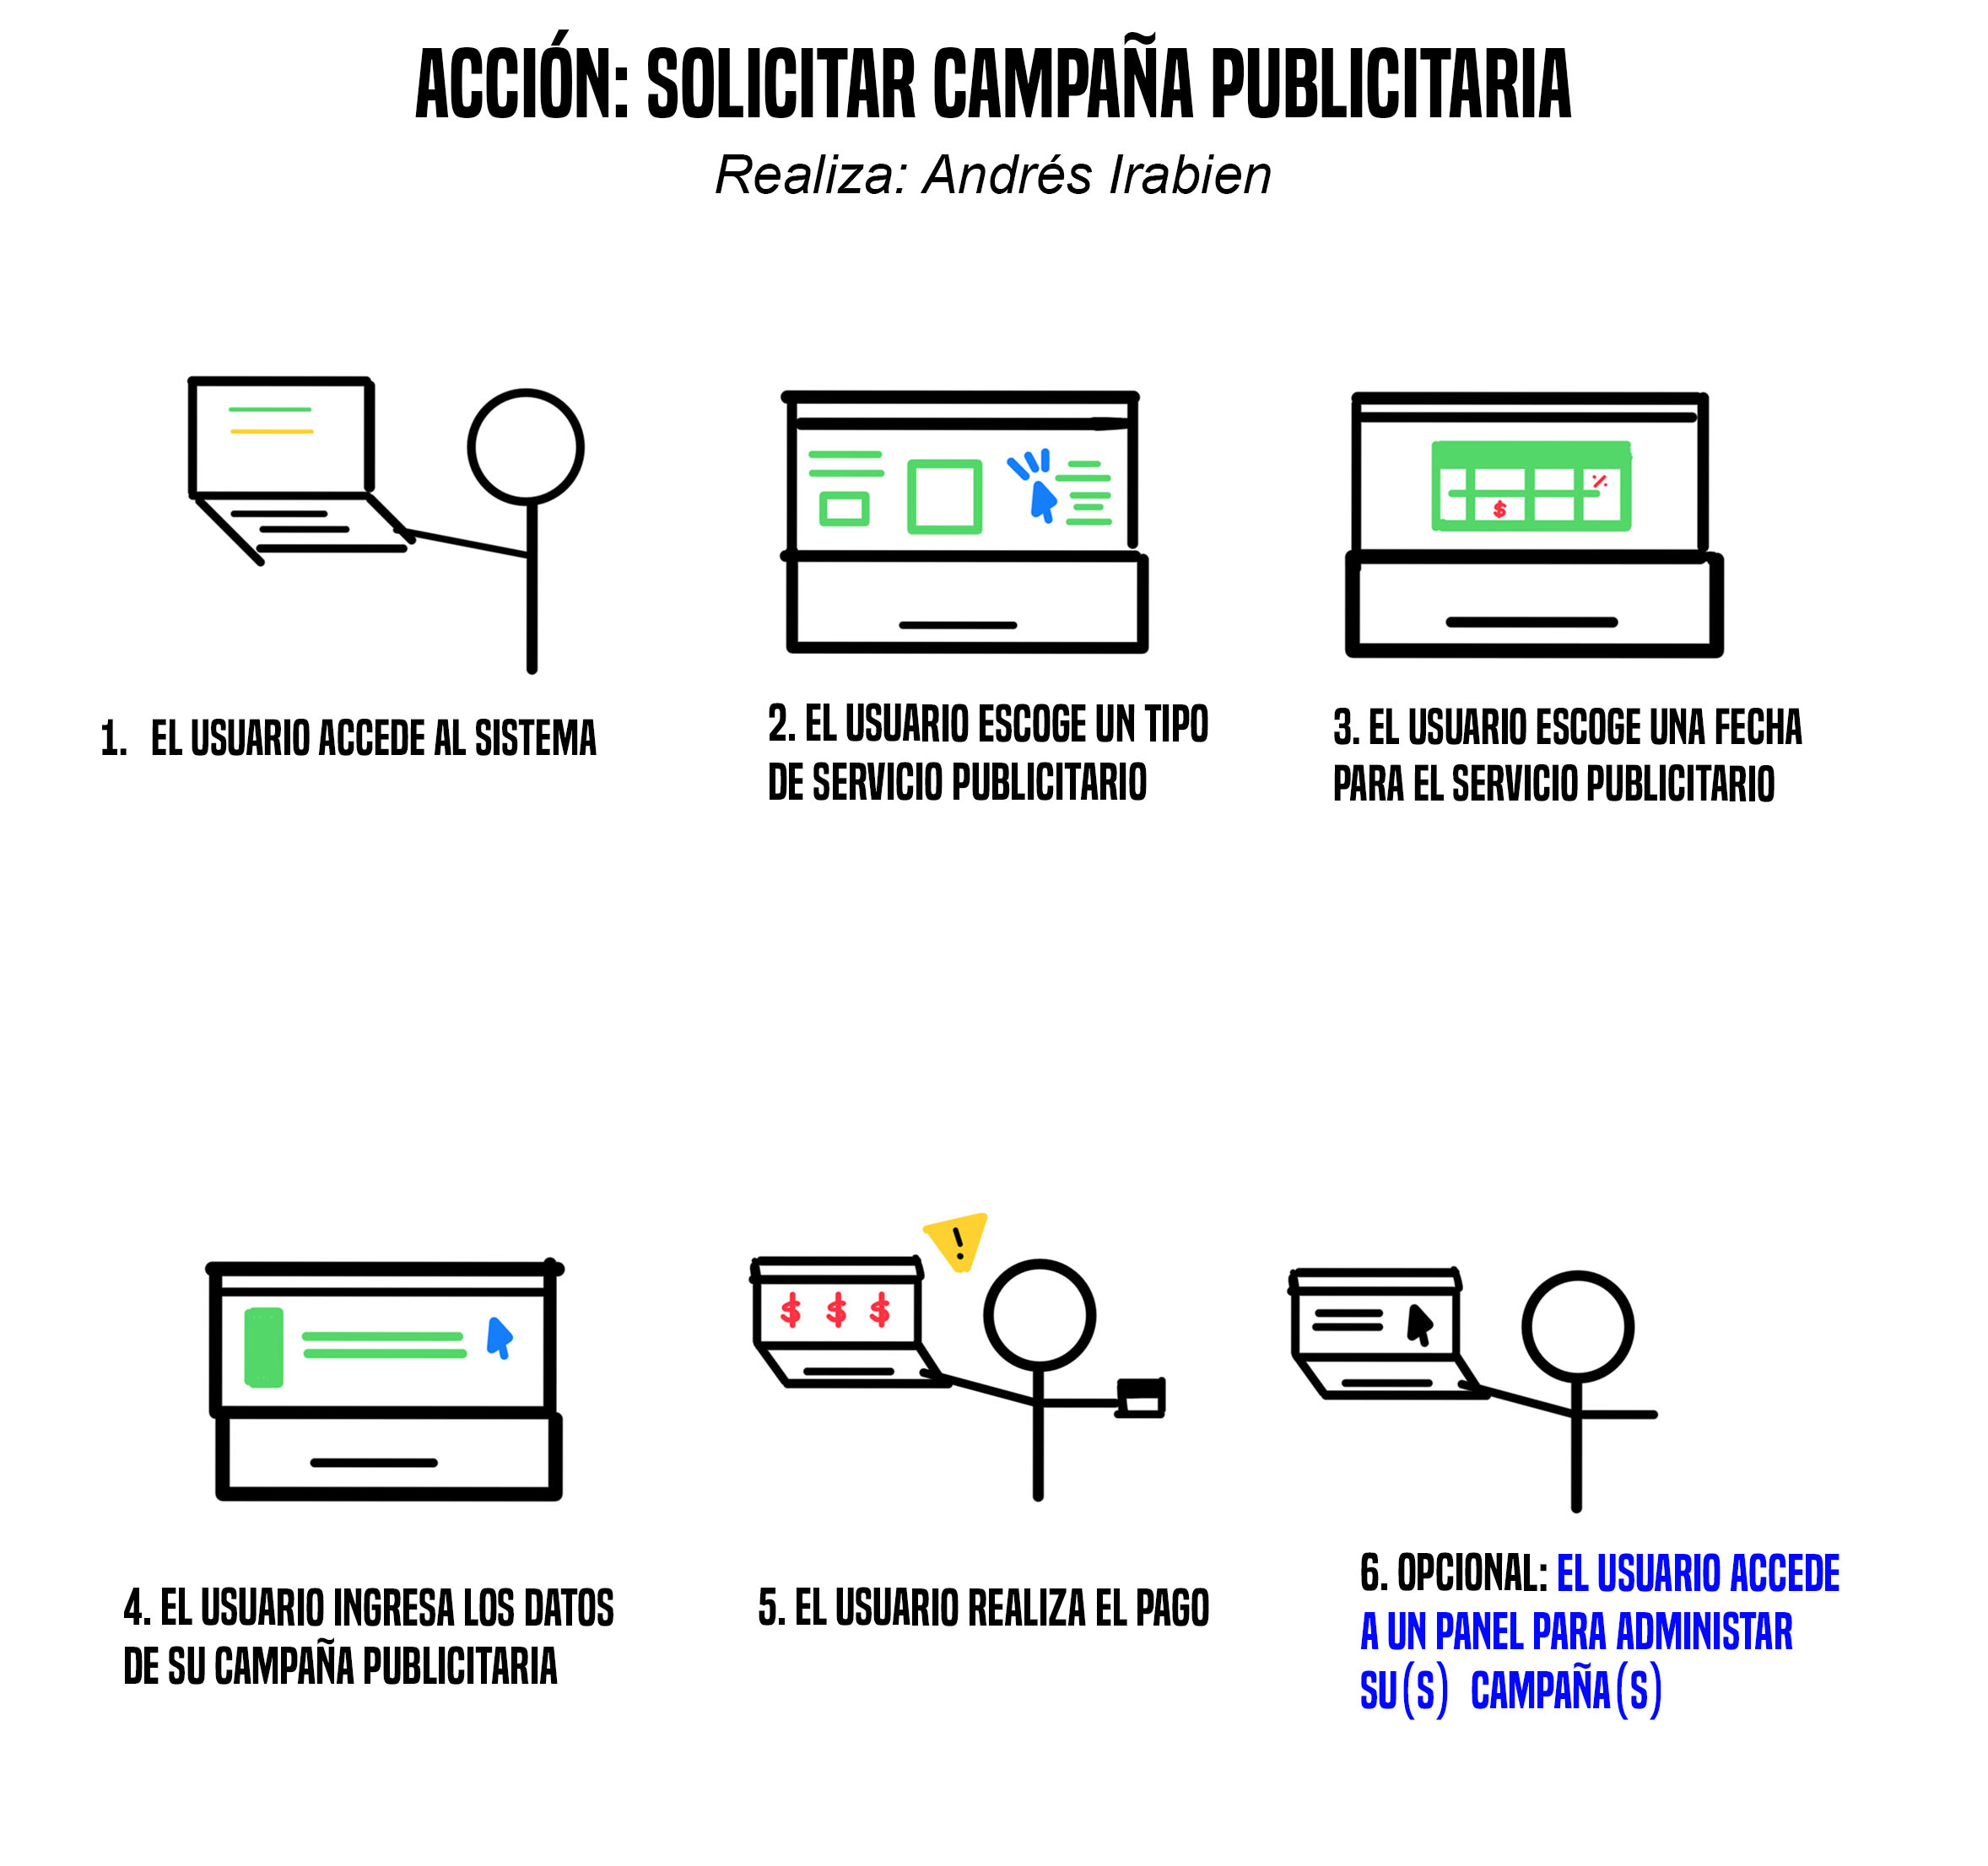 ACCIÓN: SOLICITAR CAMPAÑA PUBLICITARIA
Realiza: Andrés Irabien
1. EL USUARIO ACCEDE AL SISTEMA
2. EL USUARIO ESCOGE UN TIPO
DE SERVICIO PUBLICITARIO
%
$
3. EL USUARIO ESCOGE UNA FECHA
PARA EL SERVICIO PUBLICITARIO
4. EL USUARIO INGRESA LOS DATOS
DE SU CAMPAÑA PUBLICITARIA
!
$ $ $
5. EL USUARIO REALIZA EL PAGO
6. OPCIONAL: EL USUARIO ACCEDE
A UN PANEL PARA ADMINISTAR
SU(S) CAMPAÑA(S)